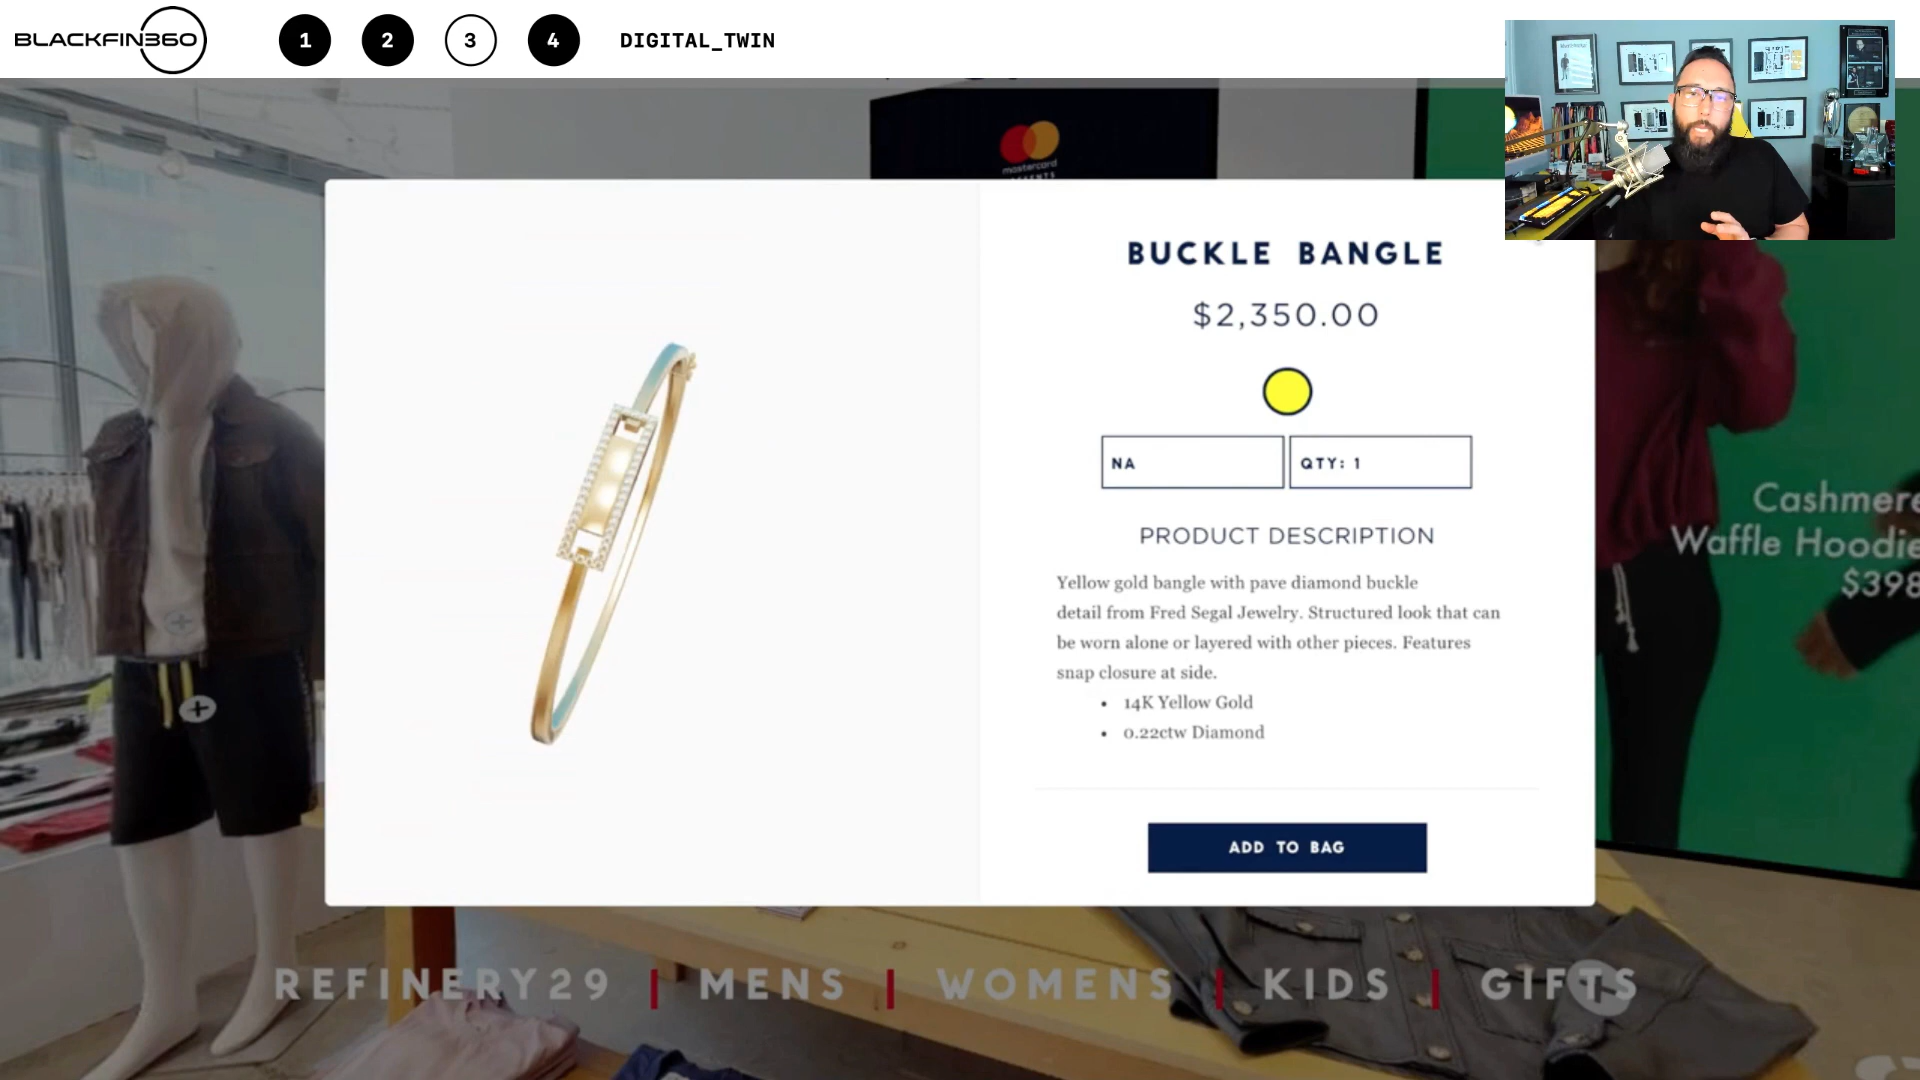 BLACKFIN360
1
2
3
4
DIGITAL_TWIN
mastercard
BUCKLE BANGLE
$2,350.00
NA
QTY: 1
PRODUCT DESCRIPTION
Yellow gold bangle with pave diamond buckle
detail from Fred Segal Jewelry. Structured look that can
be worn alone or layered with other pieces. Features
snap closure at side.
• 14K Yellow Gold
• 0.22ctw Diamond
ADD TO BAG
Cashmere
Waffle Hoodie
$398
REFINERY29 | MENS | WOMENS | KIDS | GIFTS